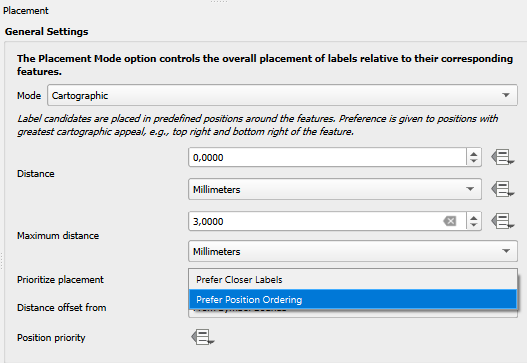 Placement
General Settings
The Placement Mode option controls the overall placement of labels relative to their corresponding
features.
Mode Cartographic
Label candidates are placed in predefined positions around the features. Preference is given to positions with
greatest cartographic appeal, e.g., top right and bottom right of the feature.
0,0000
Distance
Millimeters
3,0000
Maximum distance
Millimeters
Prioritize placement
Prefer Closer Labels
Prefer Position Ordering
Distance offset from
Position priority